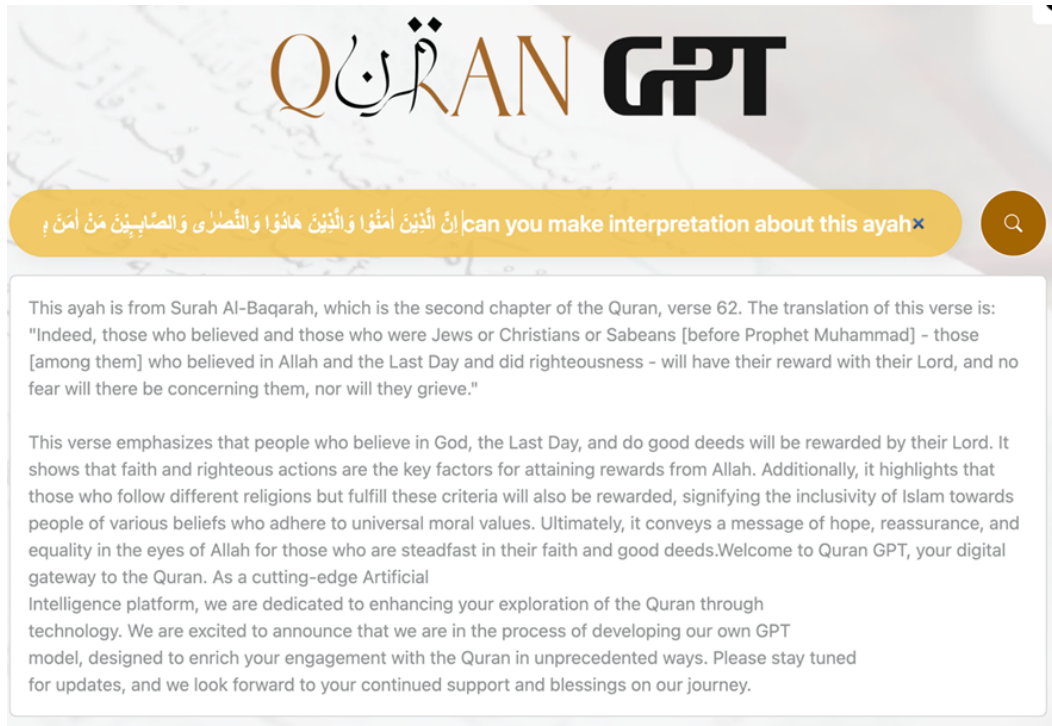 QURAN GPT
can you make interpretation about this ayah اِنَّ الَّذِيْنَ اٰمَنُوْا وَالَّذِيْنَ هَادُوْا وَالنَّصٰرٰى وَالصَّابِـِٕيْنَ مَنْ اٰمَنَ بِ
This ayah is from Surah Al-Baqarah, which is the second chapter of the Quran, verse 62. The translation of this verse is:
"Indeed, those who believed and those who were Jews or Christians or Sabeans [before Prophet Muhammad] - those
[among them] who believed in Allah and the Last Day and did righteousness - will have their reward with their Lord, and no
fear will there be concerning them, nor will they grieve."
This verse emphasizes that people who believe in God, the Last Day, and do good deeds will be rewarded by their Lord. It
shows that faith and righteous actions are the key factors for attaining rewards from Allah. Additionally, it highlights that
those who follow different religions but fulfill these criteria will also be rewarded, signifying the inclusivity of Islam towards
people of various beliefs who adhere to universal moral values. Ultimately, it conveys a message of hope, reassurance, and
equality in the eyes of Allah for those who are steadfast in their faith and good deeds.Welcome to Quran GPT, your digital
gateway to the Quran. As a cutting-edge Artificial
Intelligence platform, we are dedicated to enhancing your exploration of the Quran through
technology. We are excited to announce that we are in the process of developing our own GPT
model, designed to enrich your engagement with the Quran in unprecedented ways. Please stay tuned
for updates, and we look forward to your continued support and blessings on our journey.